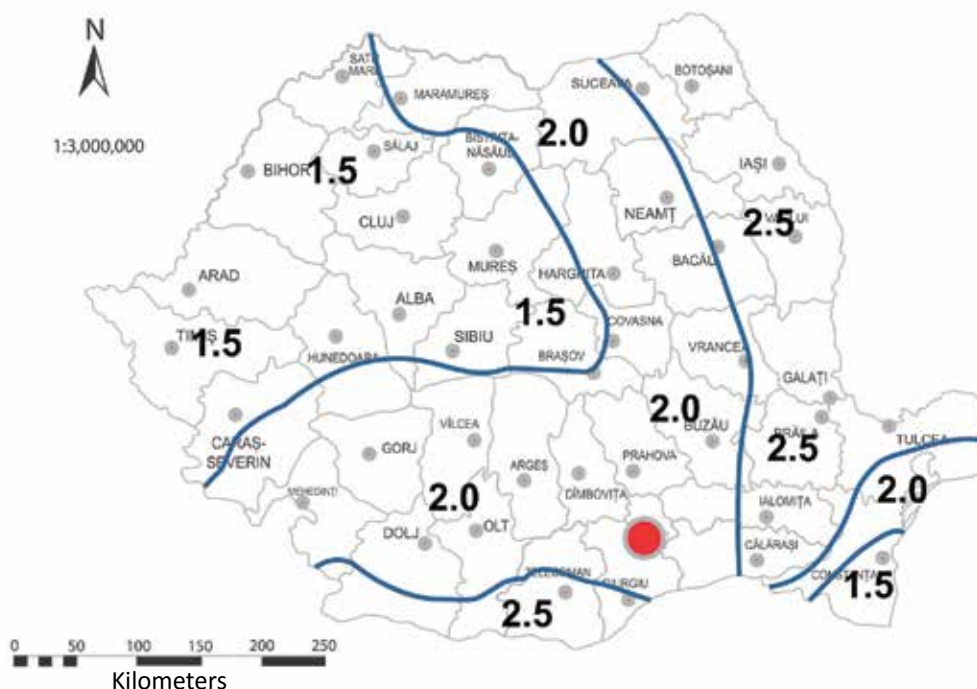 N
1:3,000,000
SATU
MARE
MARAMUREȘ
SUCEAVA
BOTOȘANI
2.0
BISTRIȚA-
NĂSĂUD
SĂLAJ
1.5
BIHOR
IAȘI
CLUJ
NEAMȚ
2.5
VASLUI
MUREȘ
HARGHITA
BACĂU
ARAD
ALBA
1.5
COVASNA
TIMIȘ
1.5
HUNEDOARA
SIBIU
BRAȘOV
VRANCEA
GALAȚI
2.0
BUZĂU
BRĂILA
2.5
TULCEA
CARAȘ-
SEVERIN
GORJ
VÎLCEA
ARGEȘ
PRAHOVA
DÎMBOVIȚA
MEHEDINȚI
2.0
2.0
IALOMIȚA
DOLJ
OLT
CĂLĂRAȘI
TELEORMAN
GIURGIU
CONSTANȚA
1.5
2.5
0 50 100 150 200 250
Kilometers